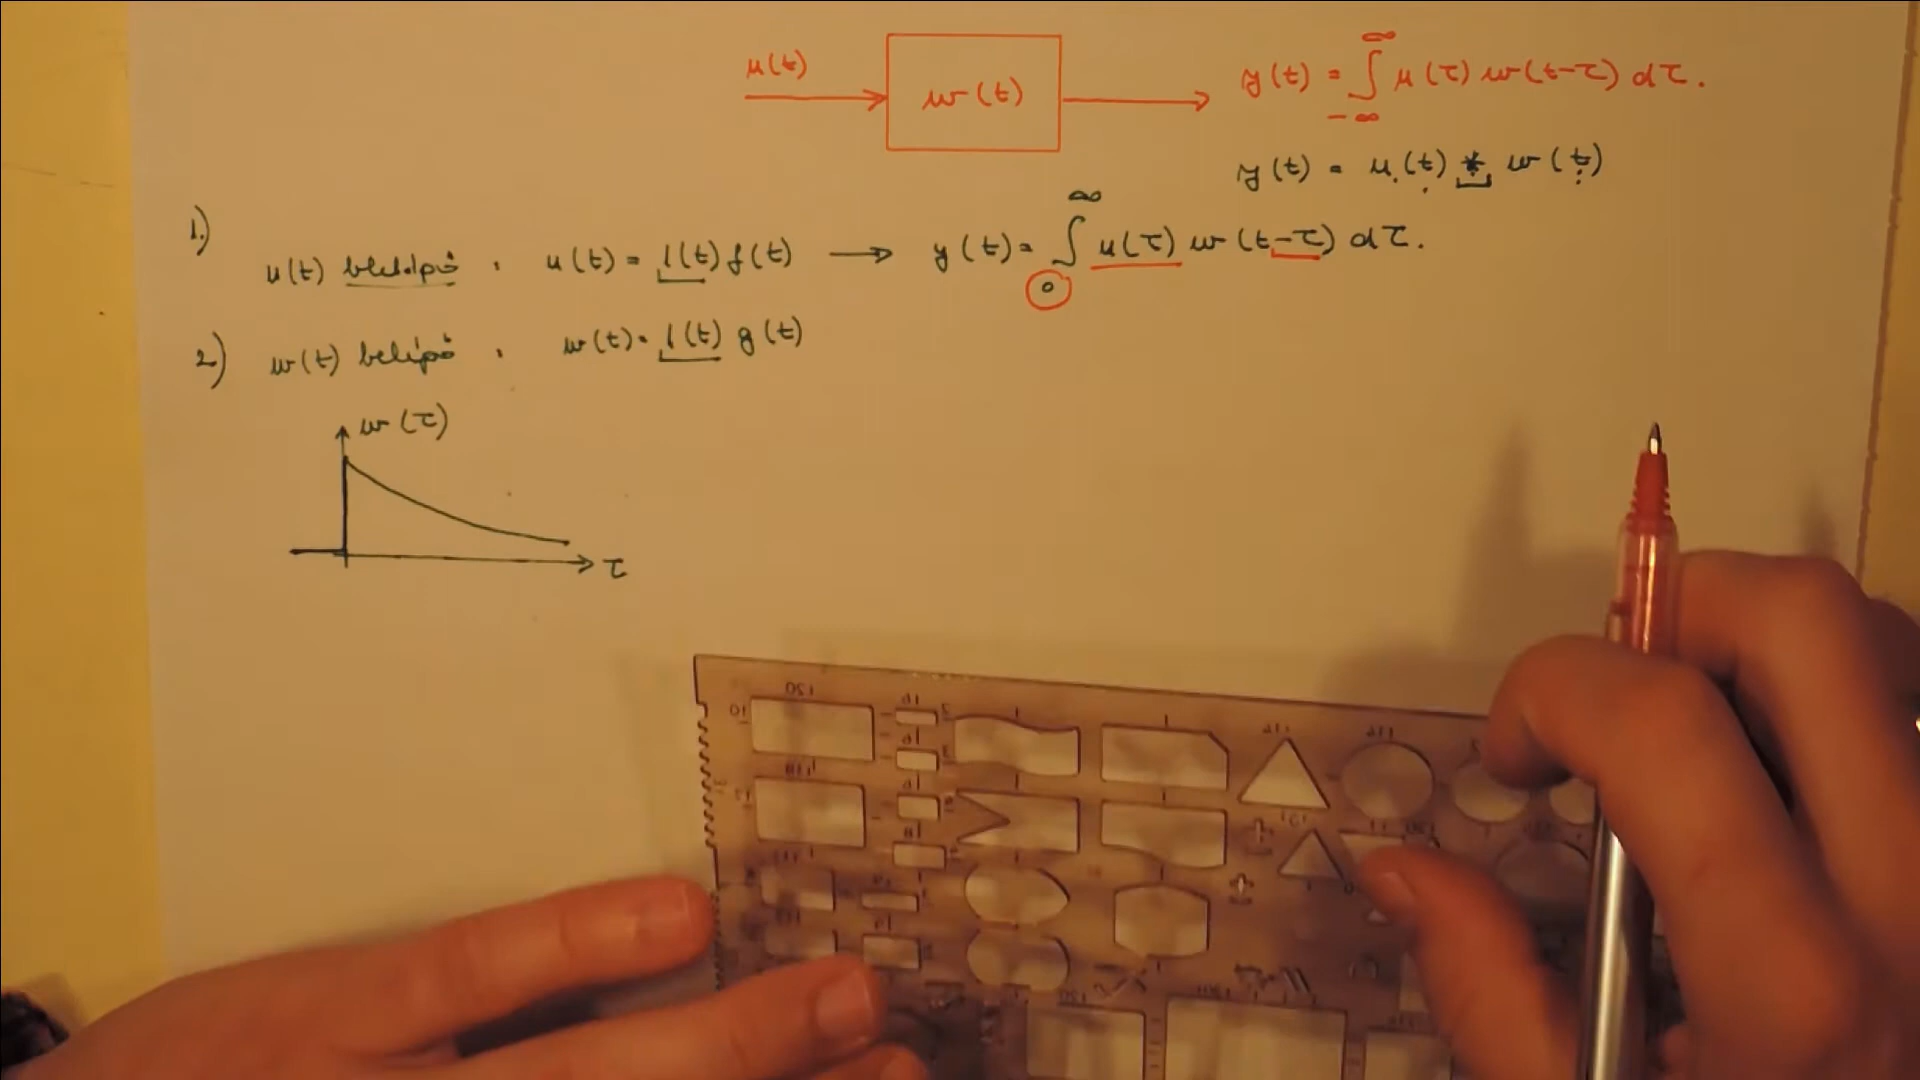 u(t) w(t) y(t) = ∫_{-∞}^{∞} u(τ) w(t-τ) dτ.
y(t) = u(t) * w(t)
1.) u(t) belépő, u(t) = 1(t) f(t) → y(t) = ∫_{0}^{∞} u(τ) w(t-τ) dτ.
2) w(t) belépő, w(t) = 1(t) g(t)
w(τ)
τ